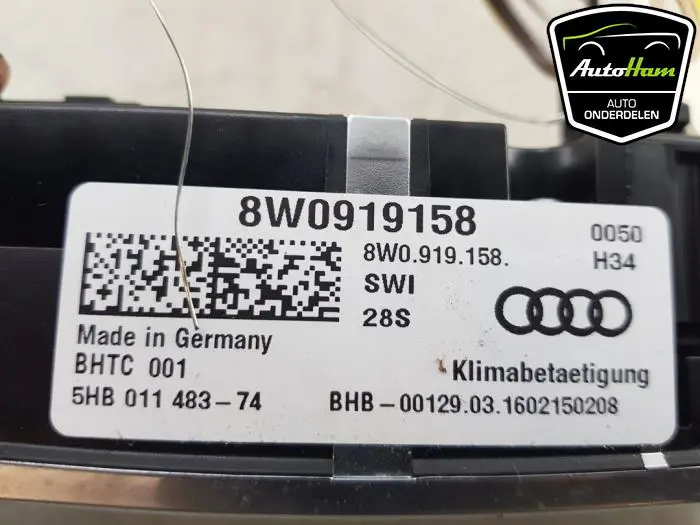 AutoHam
AUTO
ONDERDELEN
8W0919158
8W0.919.158.
0050
H34
SWI
28S
Made in Germany
BHTC 001
Klimabetaetigung
5HB 011 483-74
BHB-00129.03.1602150208